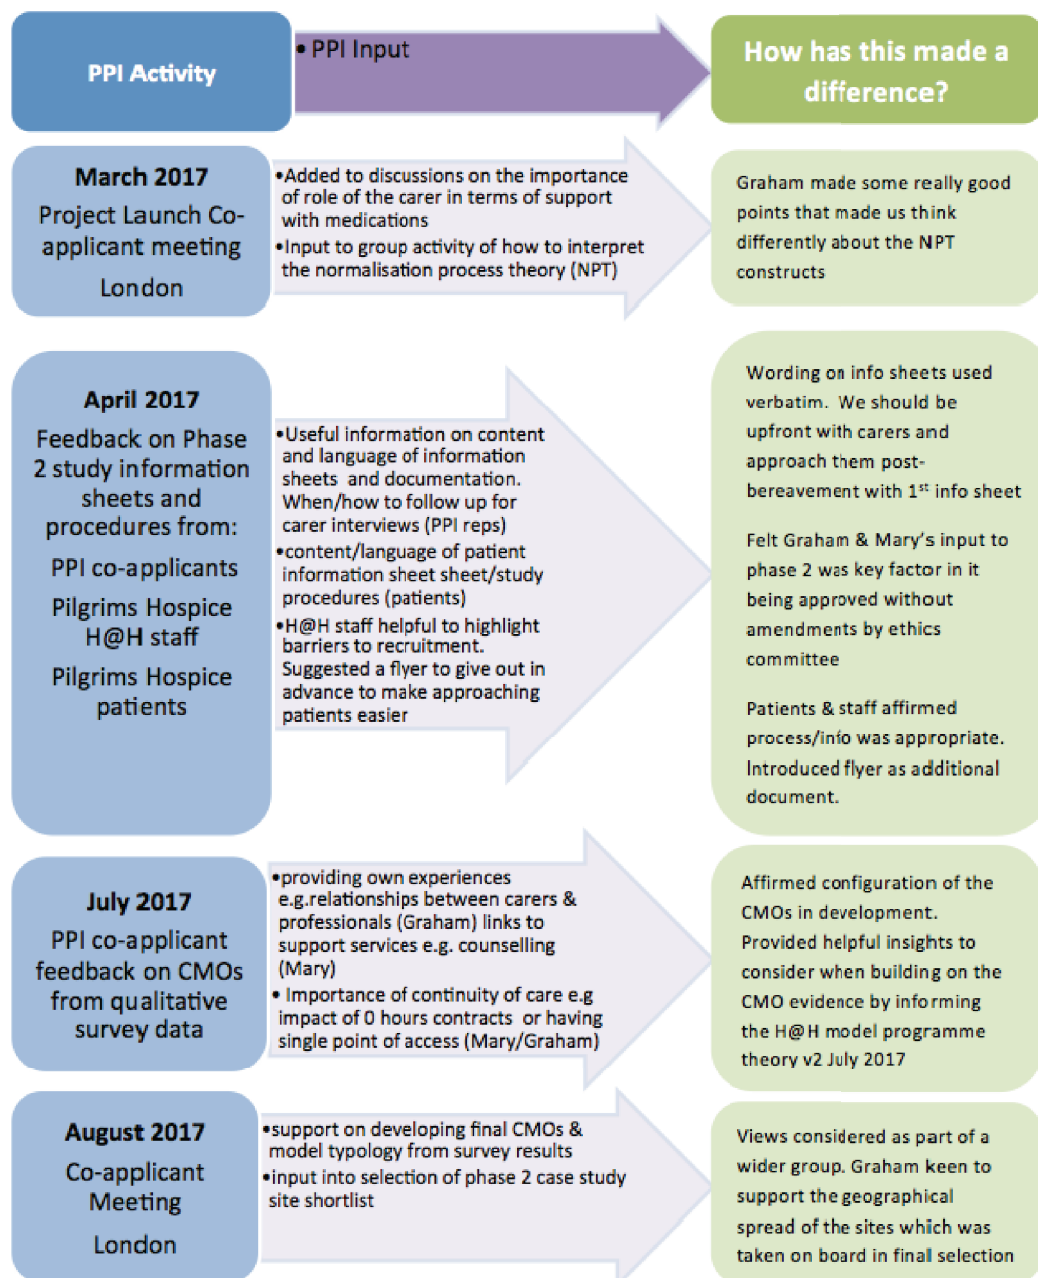 PPI Activity
• PPI Input
How has this made a
difference?
March 2017
Project Launch Co-
applicant meeting
London
•Added to discussions on the importance
of role of the carer in terms of support
with medications
•Input to group activity of how to interpret
the normalisation process theory (NPT)
Graham made some really good
points that made us think
differently about the NPT
constructs
April 2017
Feedback on Phase
2 study information
sheets and
procedures from:
PPI co-applicants
Pilgrims Hospice
H@H staff
Pilgrims Hospice
patients
•Useful information on content
and language of information
sheets and documentation.
When/how to follow up for
carer interviews (PPI reps)
•content/language of patient
information sheet sheet/study
procedures (patients)
•H@H staff helpful to highlight
barriers to recruitment.
Suggested a flyer to give out in
advance to make approaching
patients easier
Wording on info sheets used
verbatim. We should be
upfront with carers and
approach them post-
bereavement with 1st info sheet
Felt Graham & Mary's input to
phase 2 was key factor in it
being approved without
amendments by ethics
committee
Patients & staff affirmed
process/info was appropriate.
Introduced flyer as additional
document.
July 2017
PPI co-applicant
feedback on CMOs
from qualitative
survey data
•providing own experiences
e.g.relationships between carers &
professionals (Graham) links to
support services e.g. counselling
(Mary)
• Importance of continuity of care e.g
impact of 0 hours contracts or having
single point of access (Mary/Graham)
Affirmed configuration of the
CMOs in development.
Provided helpful insights to
consider when building on the
CMO evidence by informing
the H@H model programme
theory v2 July 2017
August 2017
Co-applicant
Meeting
London
•support on developing final CMOs &
model typology from survey results
•input into selection of phase 2 case study
site shortlist
Views considered as part of a
wider group. Graham keen to
support the geographical
spread of the sites which was
taken on board in final selection